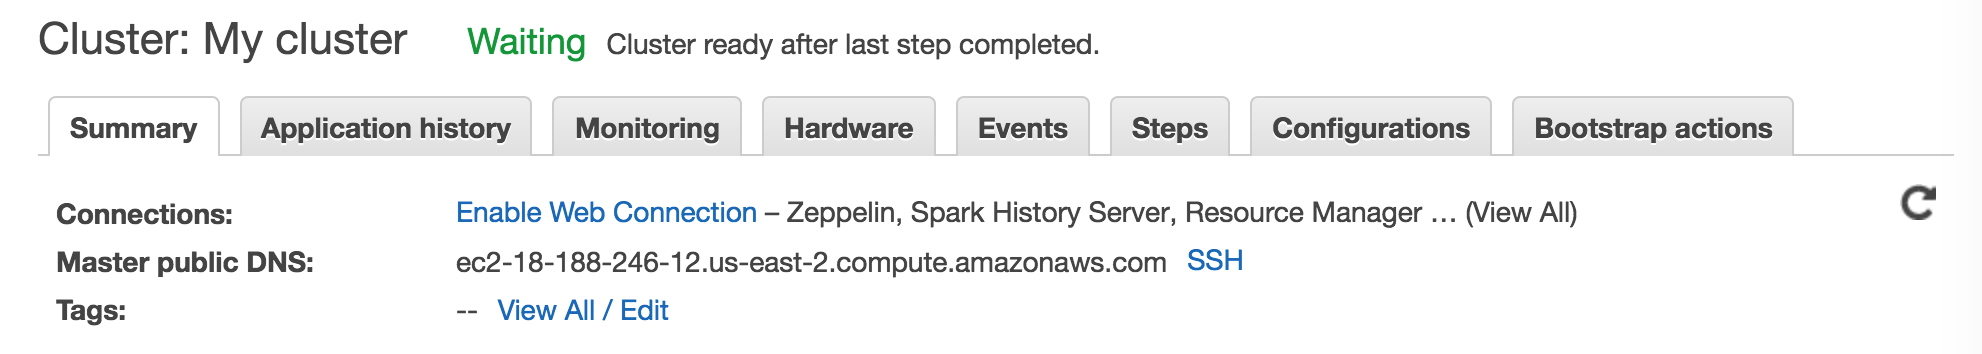 Cluster: My cluster Waiting Cluster ready after last step completed.
Summary Application history Monitoring Hardware Events Steps Configurations Bootstrap actions
Connections: Enable Web Connection – Zeppelin, Spark History Server, Resource Manager … (View All)
Master public DNS: ec2-18-188-246-12.us-east-2.compute.amazonaws.com SSH
Tags: -- View All / Edit